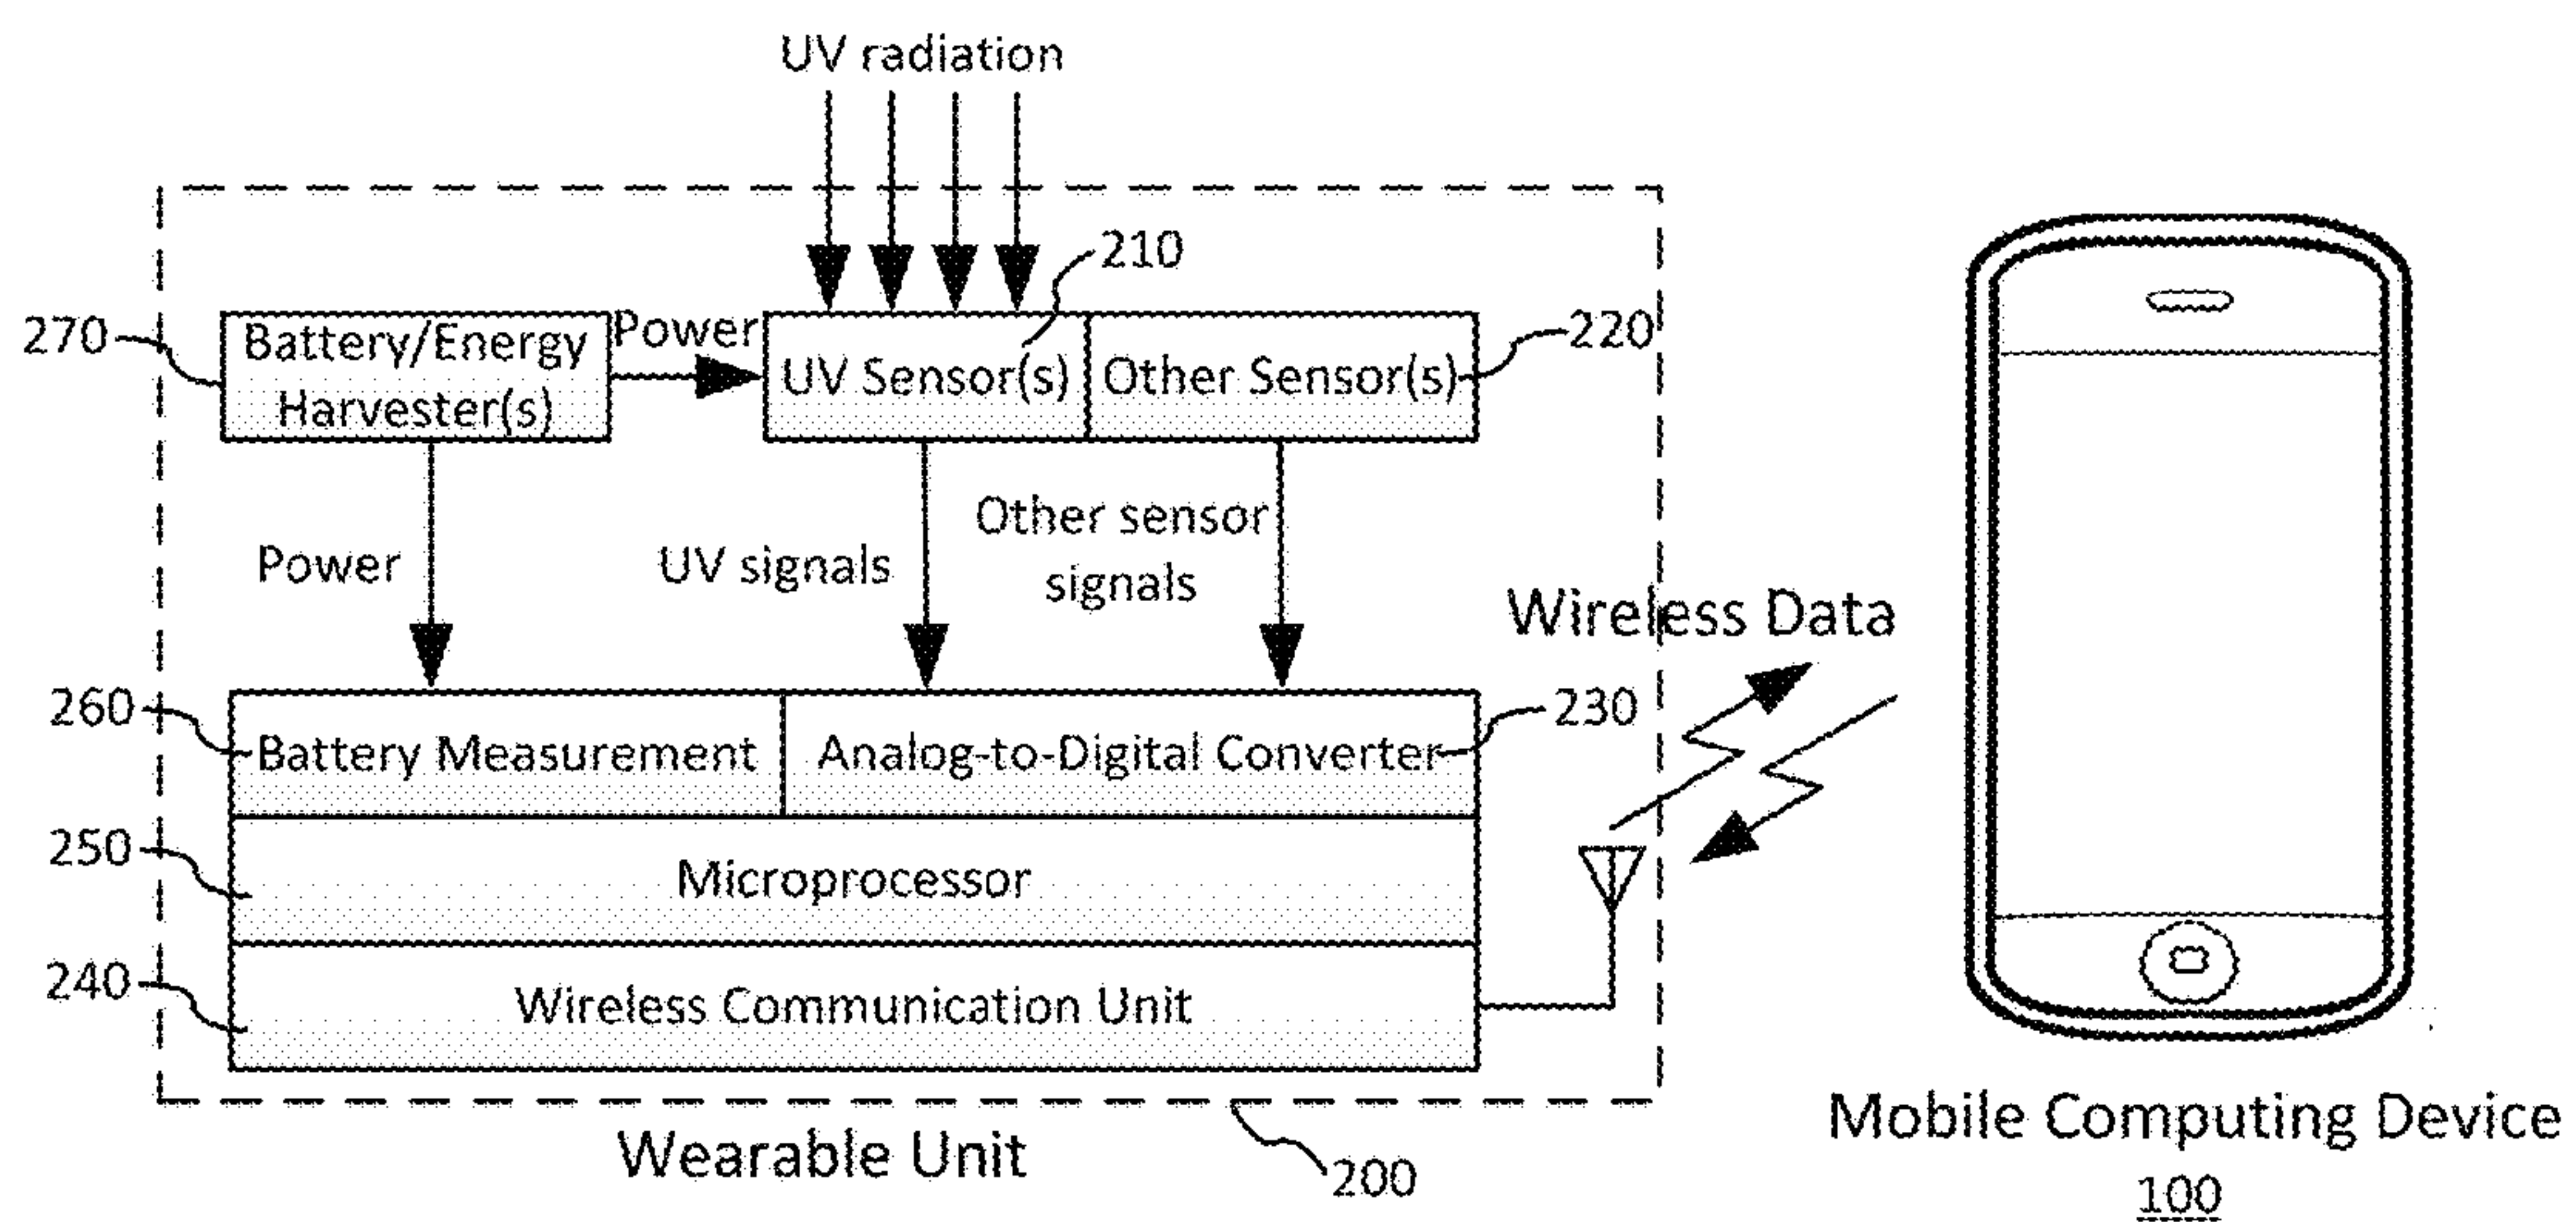 UV radiation
210
270
Battery/Energy
Harvester(s)
Power
UV Sensor(s)
Other Sensor(s)
220
Power
UV signals
Other sensor
signals
Wireless Data
260
Battery Measurement
Analog-to-Digital Converter
230
250
Microprocessor
240
Wireless Communication Unit
Wearable Unit
200
Mobile Computing Device
100